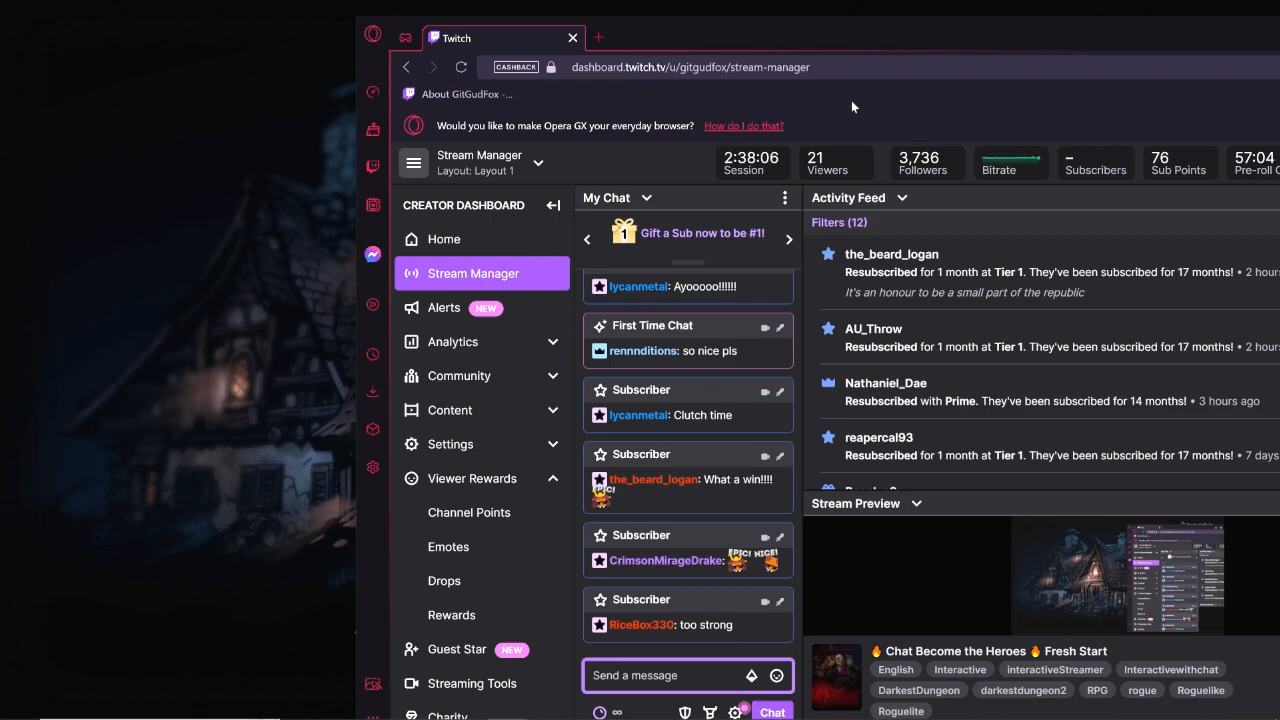 Twitch
CASHBACK
dashboard.twitch.tv/u/gitgudfox/stream-manager
About GitGudFox -...
Would you like to make Opera GX your everyday browser? How do I do that?
Stream Manager
Layout: Layout 1
2:38:06
Session
21
Viewers
3,736
Followers
Bitrate
–
Subscribers
76
Sub Points
57:04
Pre-roll
CREATOR DASHBOARD
Home
Stream Manager
Alerts NEW
Analytics
Community
Content
Settings
Viewer Rewards
Channel Points
Emotes
Drops
Rewards
Guest Star NEW
Streaming Tools
Charity
My Chat
1 Gift a Sub now to be #1!
lycanmetal: Ayooooo!!!!!!
First Time Chat
rennnditions: so nice pls
Subscriber
lycanmetal: Clutch time
Subscriber
the_beard_logan: What a win!!!!
EPIC!
Subscriber
CrimsonMirageDrake: EPIC! NICE!
Subscriber
RiceBox330: too strong
Send a message
Chat
Activity Feed
Filters (12)
the_beard_logan
Resubscribed for 1 month at Tier 1. They've been subscribed for 17 months! • 2 hours
It's an honour to be a small part of the republic
AU_Throw
Resubscribed for 1 month at Tier 1. They've been subscribed for 17 months! • 2 hours
Nathaniel_Dae
Resubscribed with Prime. They've been subscribed for 14 months! • 3 hours ago
reapercal93
Resubscribed for 1 month at Tier 1. They've been subscribed for 17 months! • 7 days
Stream Preview
🔥 Chat Become the Heroes 🔥 Fresh Start
English Interactive interactiveStreamer Interactivewithchat
DarkestDungeon darkestdungeon2 RPG rogue Roguelike
Roguelite